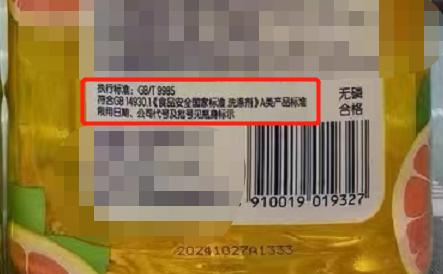 执行标准：GB/T 9985
符合GB 14930.1《食品安全国家标准 洗涤剂》A类产品标准
限用日期、公司代号及批号见瓶身标示
无磷
合格
910019 019327
20241027A1333